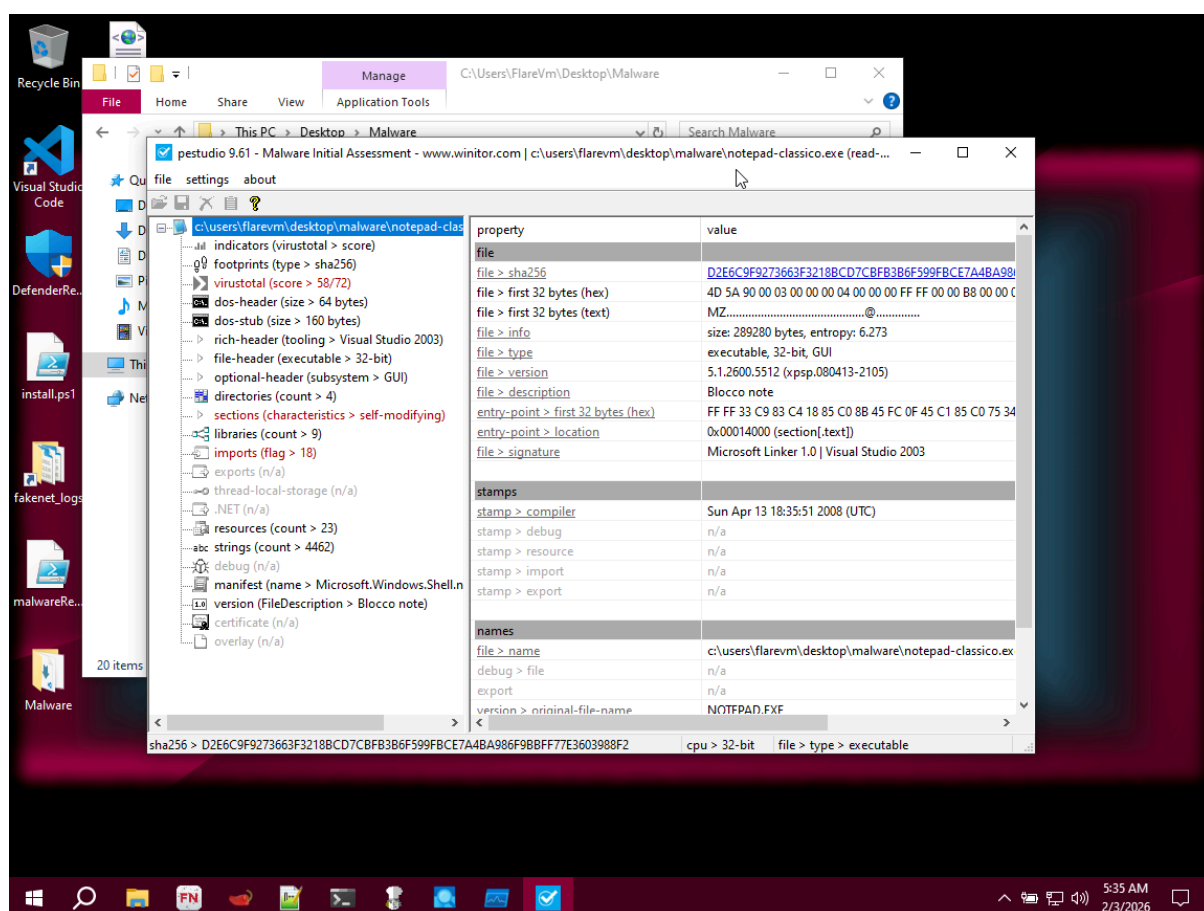 Recycle Bin
Visual Studio
Code
DefenderRe...
install.ps1
fakenet_logs
malwareRe...
Malware
Manage
C:\Users\FlareVm\Desktop\Malware
File
Home
Share
View
Application Tools
This PC > Desktop > Malware
Search Malware
Qu
D
D
D
Pi
M
Vi
Thi
Ne
20 items
pestudio 9.61 - Malware Initial Assessment - www.winitor.com | c:\users\flarevm\desktop\malware\notepad-classico.exe (read-...
file settings about
c:\users\flarevm\desktop\malware\notepad-clas
indicators (virustotal > score)
footprints (type > sha256)
virustotal (score > 58/72)
dos-header (size > 64 bytes)
dos-stub (size > 160 bytes)
rich-header (tooling > Visual Studio 2003)
file-header (executable > 32-bit)
optional-header (subsystem > GUI)
directories (count > 4)
sections (characteristics > self-modifying)
libraries (count > 9)
imports (flag > 18)
exports (n/a)
thread-local-storage (n/a)
.NET (n/a)
resources (count > 23)
abc strings (count > 4462)
debug (n/a)
manifest (name > Microsoft.Windows.Shell.n
1.0 version (FileDescription > Blocco note)
certificate (n/a)
overlay (n/a)
property value
file
file > sha256 D2E6C9F9273663F3218BCD7CBFB3B6F599FBCE7A4BA986
file > first 32 bytes (hex) 4D 5A 90 00 03 00 00 00 04 00 00 00 FF FF 00 00 B8 00 00 0
file > first 32 bytes (text) MZ..........................................@..............
file > info size: 289280 bytes, entropy: 6.273
file > type executable, 32-bit, GUI
file > version 5.1.2600.5512 (xpsp.080413-2105)
file > description Blocco note
entry-point > first 32 bytes (hex) FF FF 33 C9 83 C4 18 85 C0 8B 45 FC 0F 45 C1 85 C0 75 34
entry-point > location 0x00014000 (section[.text])
file > signature Microsoft Linker 1.0 | Visual Studio 2003
stamps
stamp > compiler Sun Apr 13 18:35:51 2008 (UTC)
stamp > debug n/a
stamp > resource n/a
stamp > import n/a
stamp > export n/a
names
file > name c:\users\flarevm\desktop\malware\notepad-classico.ex
debug > file n/a
export n/a
version > original-file-name NOTEPAD.EXE
sha256 > D2E6C9F9273663F3218BCD7CBFB3B6F599FBCE7A4BA986F9BBFF77E3603988F2
cpu > 32-bit
file > type > executable
FN
5:35 AM
2/3/2026